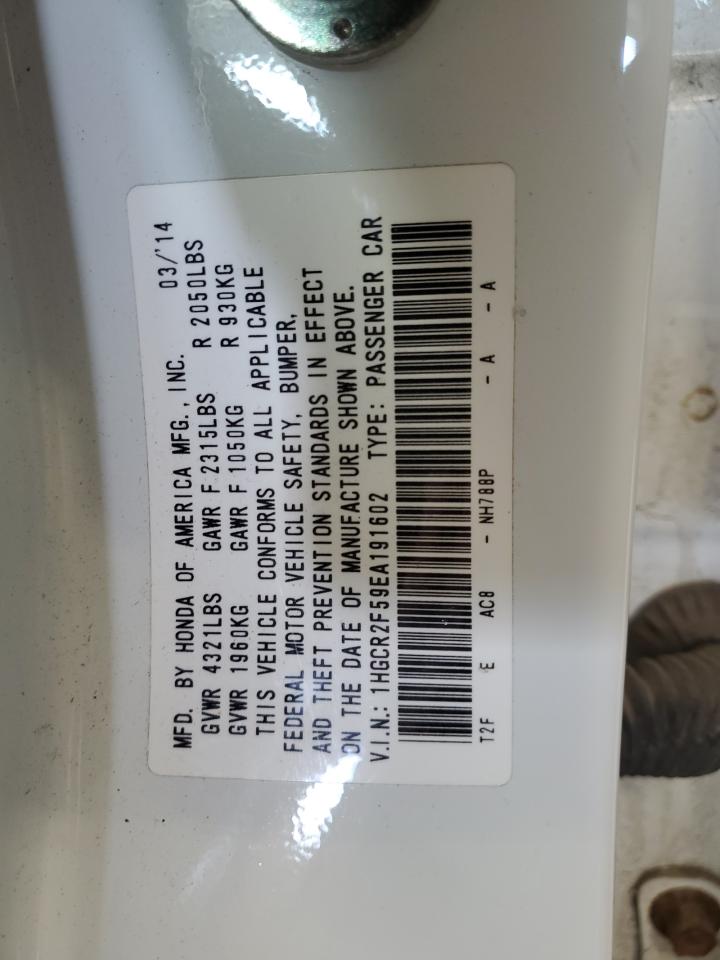 MFD. BY HONDA OF AMERICA MFG., INC. 03/'14
GVWR 4321LBS GAWR F 2315LBS R 2050LBS
GVWR 1960KG GAWR F 1050KG R 930KG
THIS VEHICLE CONFORMS TO ALL APPLICABLE
FEDERAL MOTOR VEHICLE SAFETY, BUMPER,
AND THEFT PREVENTION STANDARDS IN EFFECT
ON THE DATE OF MANUFACTURE SHOWN ABOVE.
V.I.N.: 1HGCR2F59EA191602 TYPE: PASSENGER CAR
T2F E AC8 - NH788P - A - A